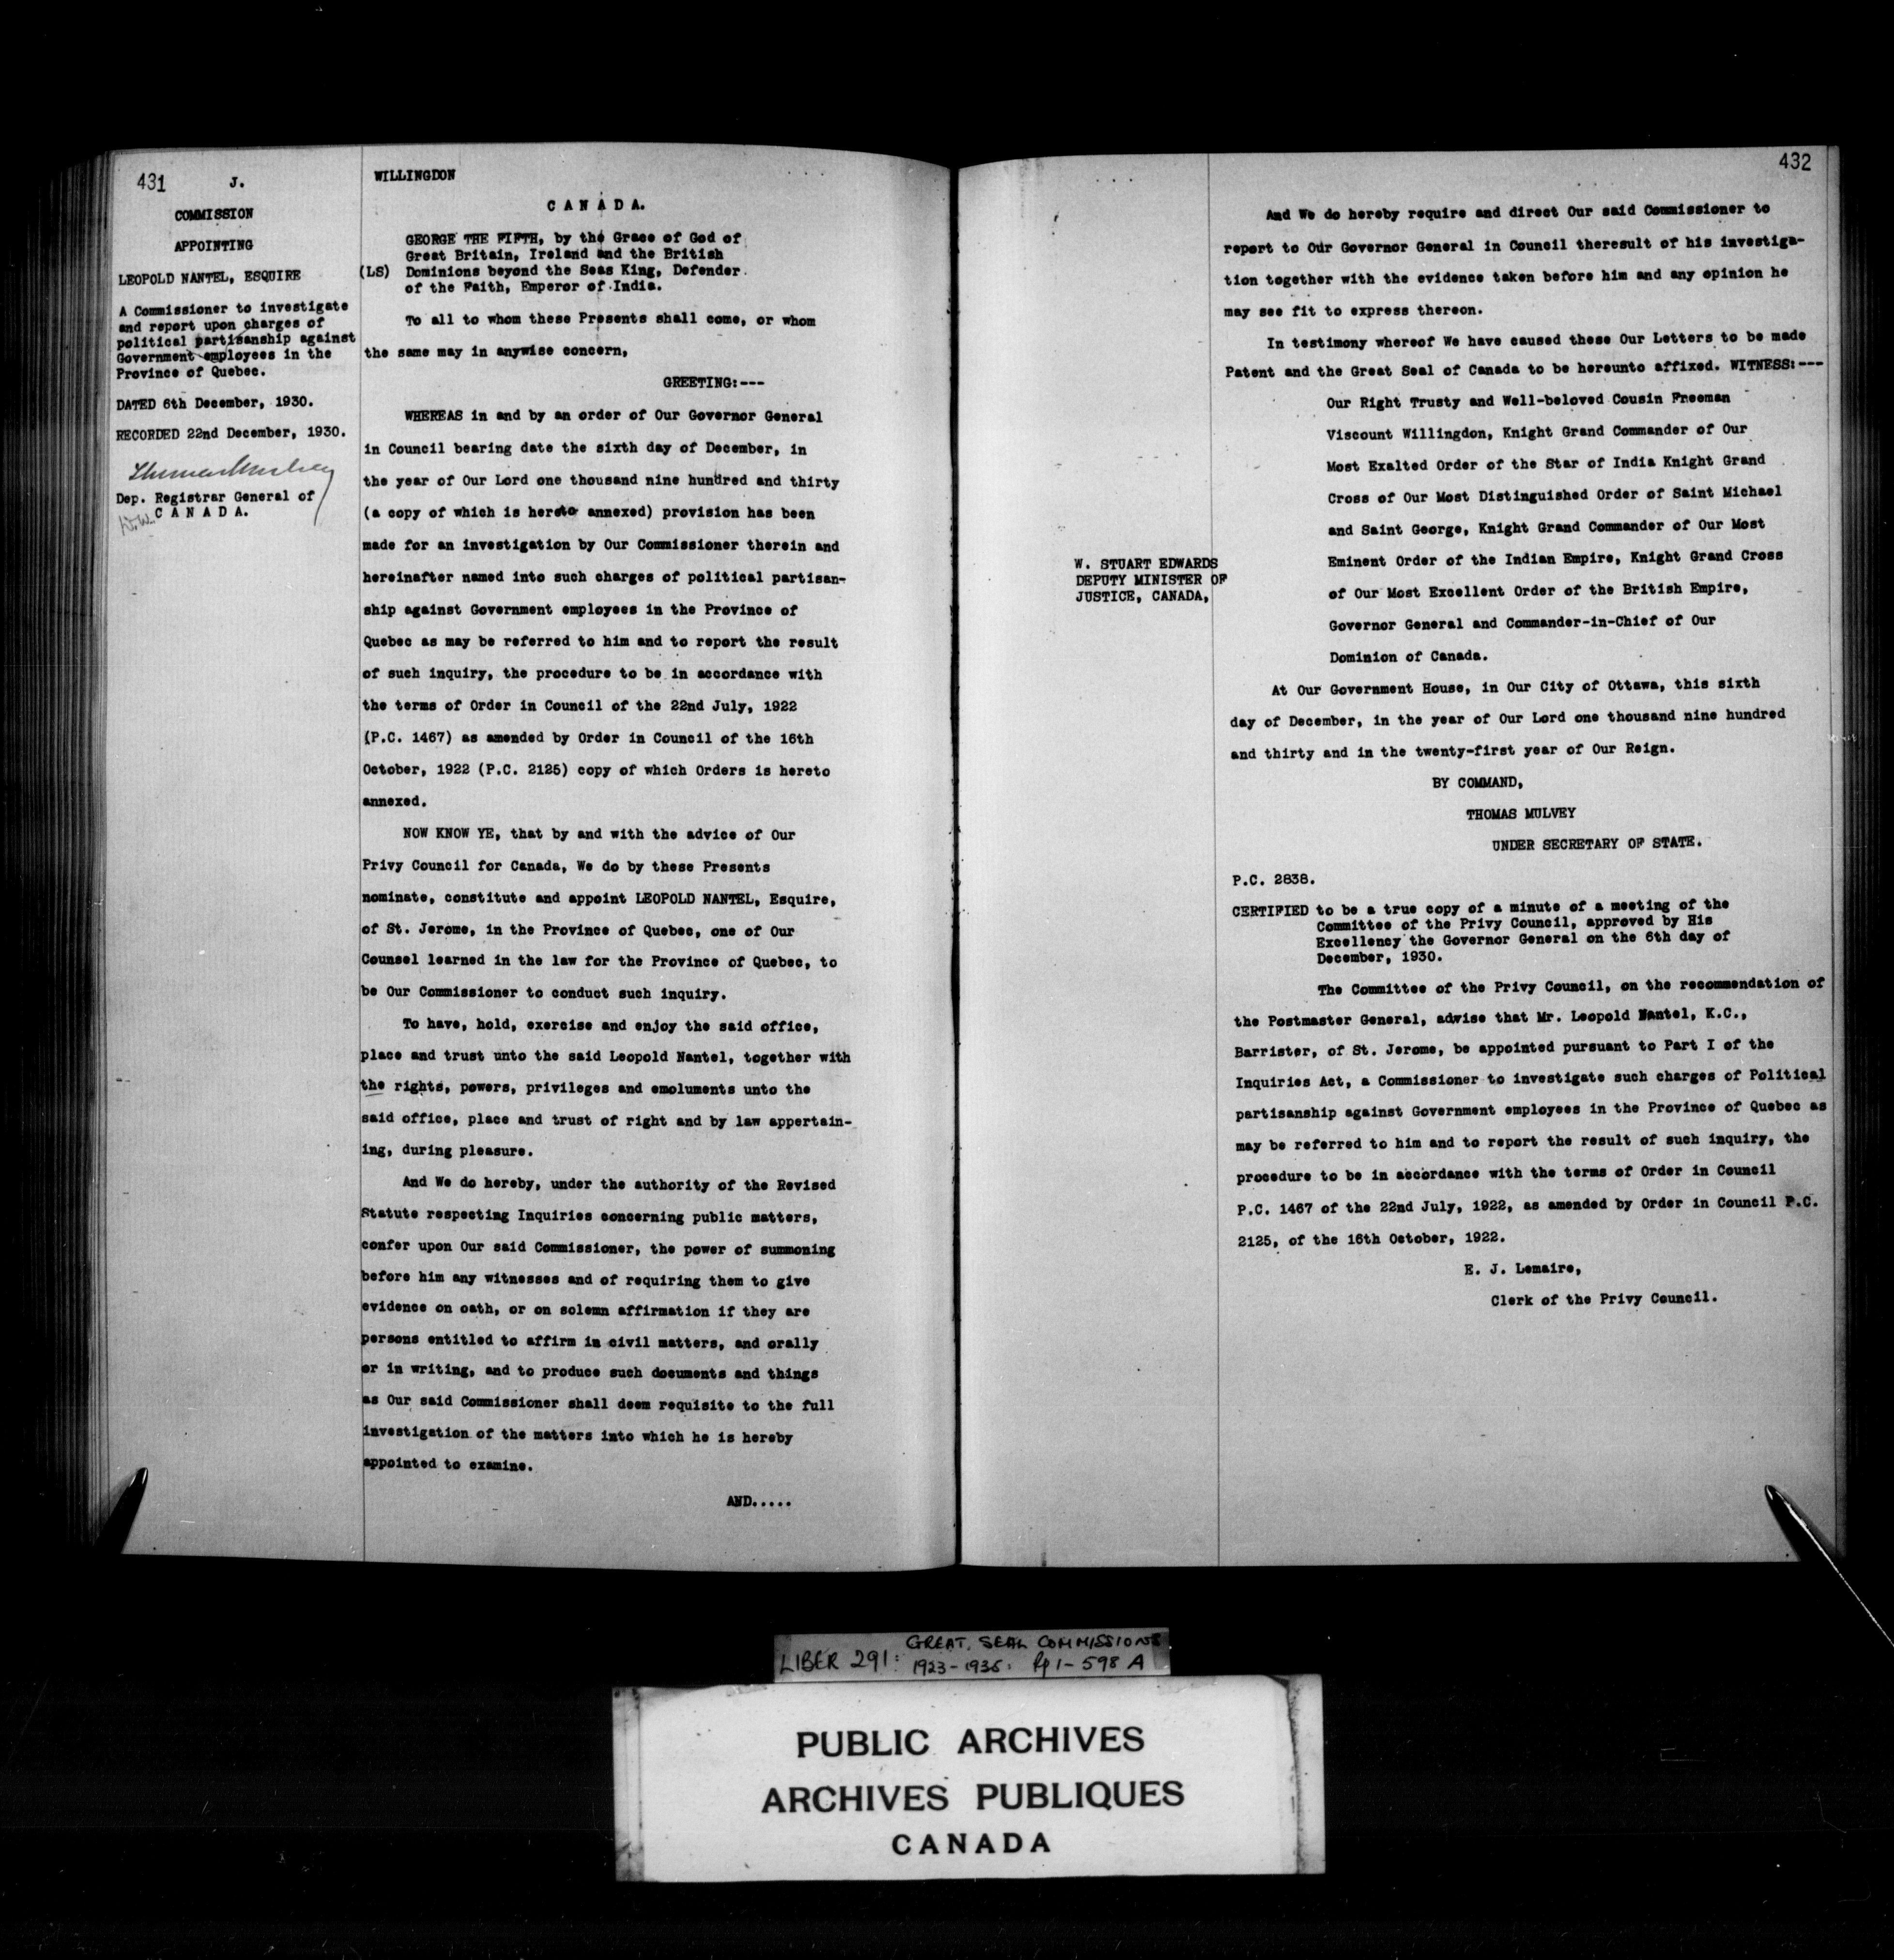 431
J.
COMMISSION
APPOINTING
LEOPOLD NANTEL, ESQUIRE
A Commissioner to investigate
and report upon charges of
political partisanship against
Government employees in the
Province of Quebec.
DATED 6th December, 1930.
RECORDED 22nd December, 1930.
Thomas Mulvey
Dep. Registrar General of
C A N A D A.
WILLINGDON
C A N A D A.
GEORGE THE FIFTH, by the Grace of God of
Great Britain, Ireland and the British
(LS) Dominions beyond the Seas King, Defender
of the Faith, Emperor of India.
To all to whom these Presents shall come, or whom
the same may in anywise concern,
GREETING:---
WHEREAS in and by an order of Our Governor General
in Council bearing date the sixth day of December, in
the year of Our Lord one thousand nine hundred and thirty
(a copy of which is hereto annexed) provision has been
made for an investigation by Our Commissioner therein and
hereinafter named into such charges of political partisan-
ship against Government employees in the Province of
Quebec as may be referred to him and to report the result
of such inquiry, the procedure to be in accordance with
the terms of Order in Council of the 22nd July, 1922
(P.C. 1467) as amended by Order in Council of the 16th
October, 1922 (P.C. 2125) copy of which Orders is hereto
annexed.
NOW KNOW YE, that by and with the advice of Our
Privy Council for Canada, We do by these Presents
nominate, constitute and appoint LEOPOLD NANTEL, Esquire,
of St. Jerome, in the Province of Quebec, one of Our
Counsel learned in the law for the Province of Quebec, to
be Our Commissioner to conduct such inquiry.
To have, hold, exercise and enjoy the said office,
place and trust unto the said Leopold Nantel, together with
the rights, powers, privileges and emoluments unto the
said office, place and trust of right and by law appertain-
ing, during pleasure.
And We do hereby, under the authority of the Revised
Statute respecting Inquiries concerning public matters,
confer upon Our said Commissioner, the power of summoning
before him any witnesses and of requiring them to give
evidence on oath, or on solemn affirmation if they are
persons entitled to affirm in civil matters, and orally
or in writing, and to produce such documents and things
as Our said Commissioner shall deem requisite to the full
investigation of the matters into which he is hereby
appointed to examine.
AND.....
432
And We do hereby require and direct Our said Commissioner to
report to Our Governor General in Council theresult of his investiga-
tion together with the evidence taken before him and any opinion he
may see fit to express thereon.
In testimony whereof We have caused these Our Letters to be made
Patent and the Great Seal of Canada to be hereunto affixed. WITNESS:---
Our Right Trusty and Well-beloved Cousin Freeman
Viscount Willingdon, Knight Grand Commander of Our
Most Exalted Order of the Star of India Knight Grand
Cross of Our Most Distinguished Order of Saint Michael
and Saint George, Knight Grand Commander of Our Most
Eminent Order of the Indian Empire, Knight Grand Cross
of Our Most Excellent Order of the British Empire,
Governor General and Commander-in-Chief of Our
Dominion of Canada.
W. STUART EDWARDS
DEPUTY MINISTER OF
JUSTICE, CANADA,
At Our Government House, in Our City of Ottawa, this sixth
day of December, in the year of Our Lord one thousand nine hundred
and thirty and in the twenty-first year of Our Reign.
BY COMMAND,
THOMAS MULVEY
UNDER SECRETARY OF STATE.
P.C. 2838.
CERTIFIED to be a true copy of a minute of a meeting of the
Committee of the Privy Council, approved by His
Excellency the Governor General on the 6th day of
December, 1930.
The Committee of the Privy Council, on the recommendation of
the Postmaster General, advise that Mr. Leopold Nantel, K.C.,
Barrister, of St. Jerome, be appointed pursuant to Part I of the
Inquiries Act, a Commissioner to investigate such charges of Political
partisanship against Government employees in the Province of Quebec as
may be referred to him and to report the result of such inquiry, the
procedure to be in accordance with the terms of Order in Council
P.C. 1467 of the 22nd July, 1922, as amended by Order in Council P.C.
2125, of the 16th October, 1922.
E. J. Lemaire,
Clerk of the Privy Council.
LIBER 291: GREAT SEAL COMMISSIONS
1923-1935. Pp 1-598 A
PUBLIC ARCHIVES
ARCHIVES PUBLIQUES
CANADA